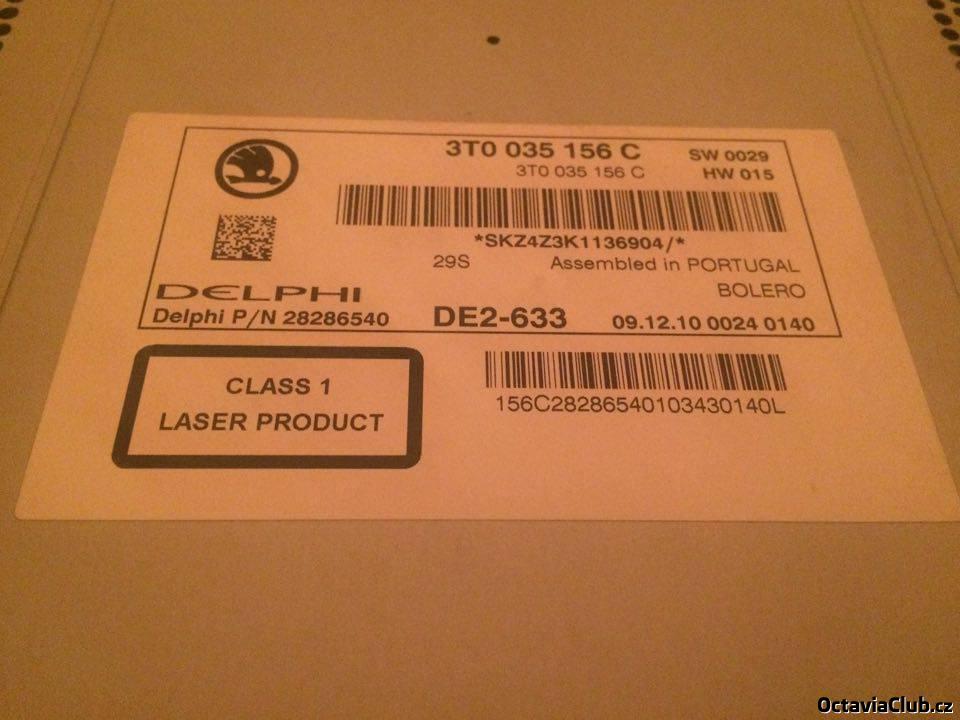 3T0 035 156 C SW 0029
3T0 035 156 C HW 015
*SKZ4Z3K1136904/*
29S Assembled in PORTUGAL
BOLERO
DELPHI
Delphi P/N 28286540 DE2-633 09.12.10 0024 0140
CLASS 1
LASER PRODUCT
156C28286540103430140L
OctaviaClub.cz